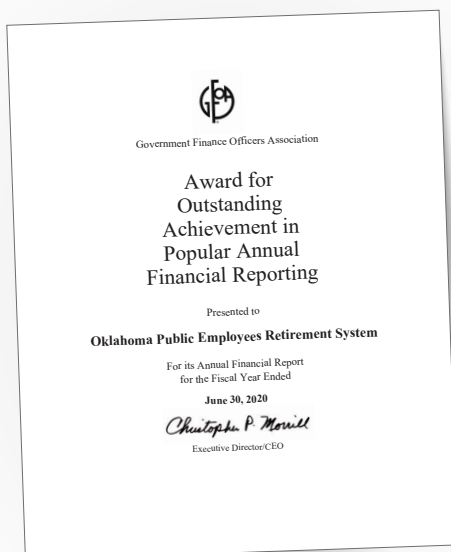 GFOA
Government Finance Officers Association
Award for
Outstanding
Achievement in
Popular Annual
Financial Reporting
Presented to
Oklahoma Public Employees Retirement System
For its Annual Financial Report
for the Fiscal Year Ended
June 30, 2020
Christopher P. Morrill
Executive Director/CEO